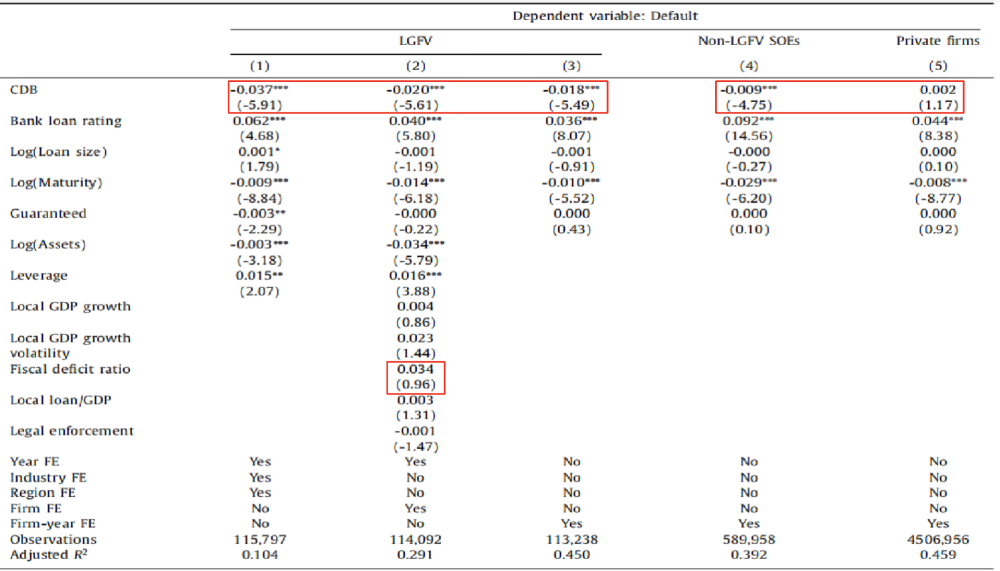 Dependent variable: Default
LGFV Non-LGFV SOEs Private firms
(1) (2) (3) (4) (5)
CDB -0.037*** -0.020*** -0.018*** -0.009*** 0.002
(-5.91) (-5.61) (-5.49) (-4.75) (1.17)
Bank loan rating 0.062*** 0.040*** 0.036*** 0.092*** 0.044***
(4.68) (5.80) (8.07) (14.56) (8.38)
Log(Loan size) 0.001* -0.001 -0.001 -0.000 0.000
(1.79) (-1.19) (-0.91) (-0.27) (0.10)
Log(Maturity) -0.009*** -0.014*** -0.010*** -0.029*** -0.008***
(-8.84) (-6.18) (-5.52) (-6.20) (-8.77)
Guaranteed -0.003** -0.000 0.000 0.000 0.000
(-2.29) (-0.22) (0.43) (0.10) (0.92)
Log(Assets) -0.003*** -0.034***
(-3.18) (-5.79)
Leverage 0.015** 0.016***
(2.07) (3.88)
Local GDP growth 0.004
(0.86)
Local GDP growth 0.023
volatility (1.44)
Fiscal deficit ratio 0.034
(0.96)
Local loan/GDP 0.003
(1.31)
Legal enforcement -0.001
(-1.47)
Year FE Yes Yes No No No
Industry FE Yes No No No No
Region FE Yes No No No No
Firm FE No Yes No No No
Firm-year FE No No Yes Yes Yes
Observations 115,797 114,092 113,238 589,958 4506,956
Adjusted R² 0.104 0.291 0.450 0.392 0.459